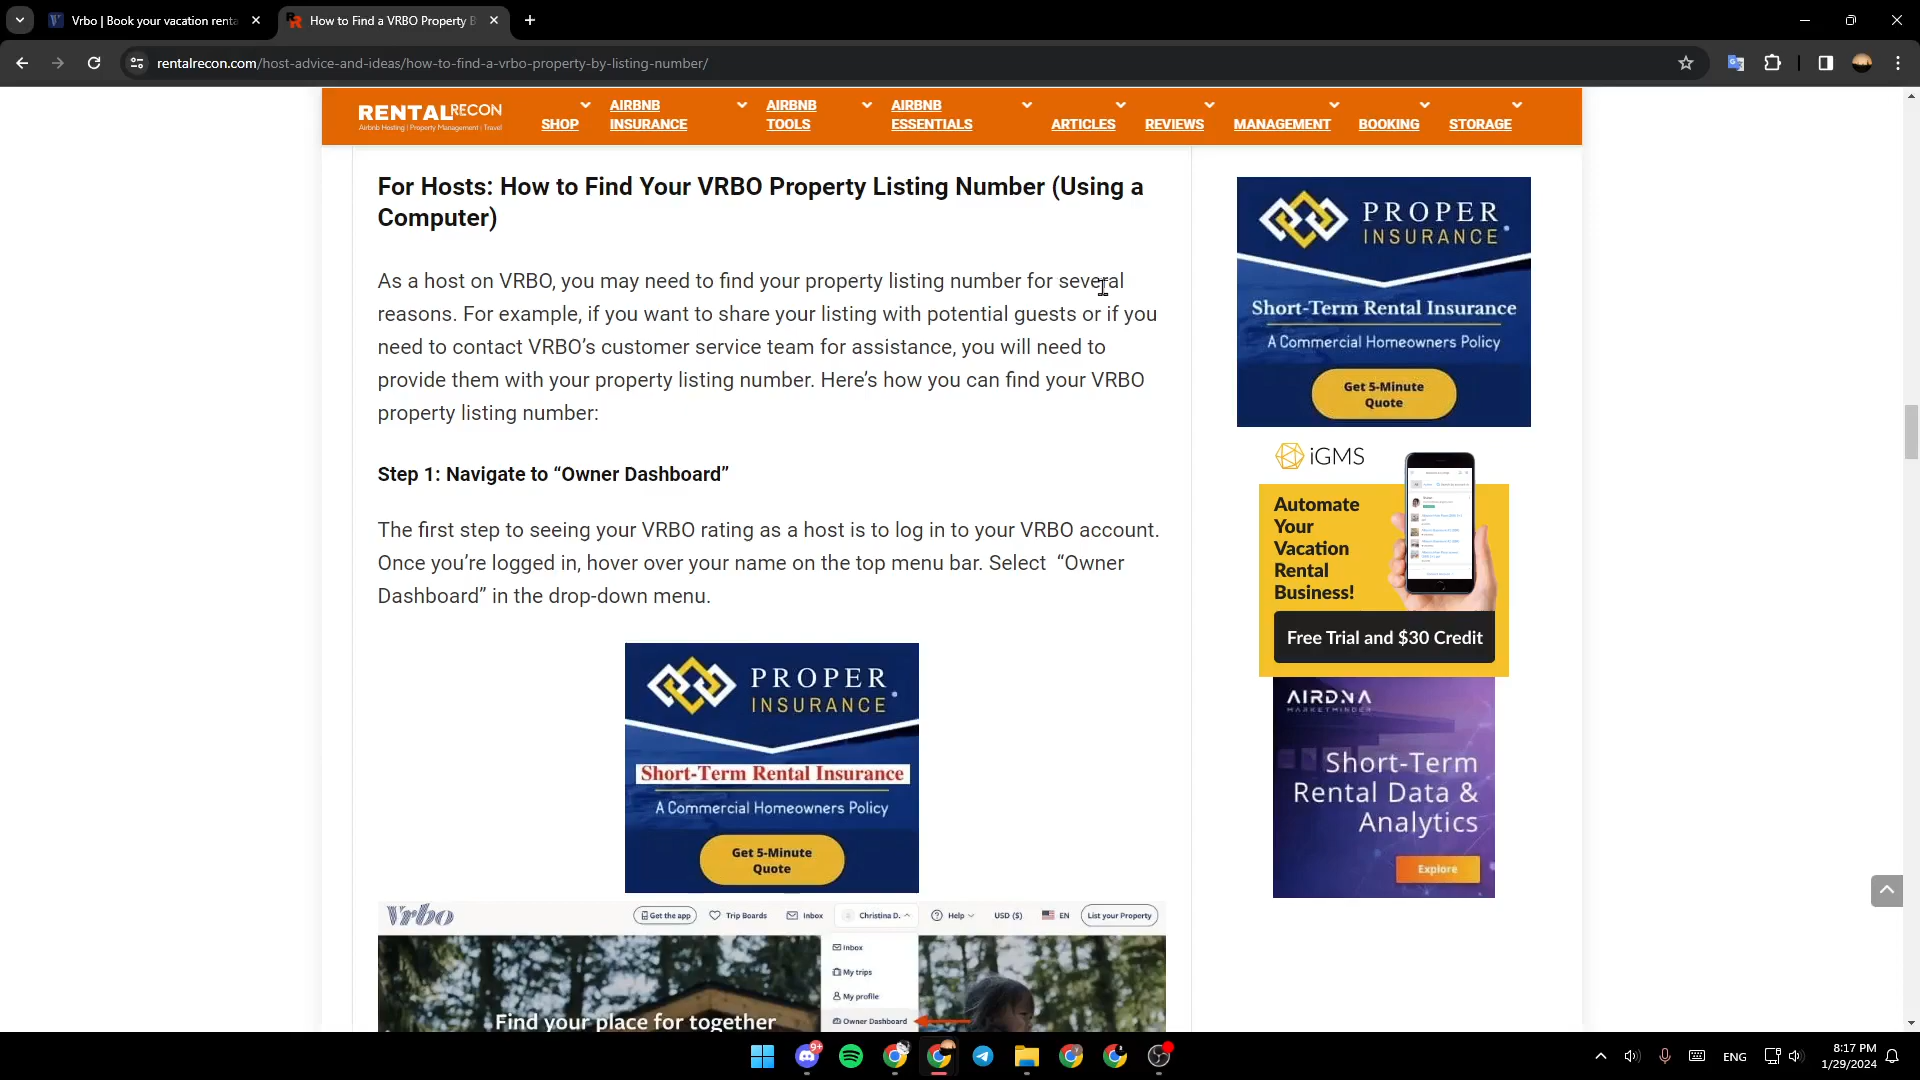 Vrbo | Book your vacation renta
How to Find a VRBO Property B
rentalrecon.com/host-advice-and-ideas/how-to-find-a-vrbo-property-by-listing-number/
RENTALRECON
Airbnb Hosting | Property Management | Travel
SHOP
AIRBNB
INSURANCE
AIRBNB
TOOLS
AIRBNB
ESSENTIALS
ARTICLES
REVIEWS
MANAGEMENT
BOOKING
STORAGE
For Hosts: How to Find Your VRBO Property Listing Number (Using a
Computer)
As a host on VRBO, you may need to find your property listing number for several
reasons. For example, if you want to share your listing with potential guests or if you
need to contact VRBO’s customer service team for assistance, you will need to
provide them with your property listing number. Here’s how you can find your VRBO
property listing number:
Step 1: Navigate to “Owner Dashboard”
The first step to seeing your VRBO rating as a host is to log in to your VRBO account.
Once you’re logged in, hover over your name on the top menu bar. Select “Owner
Dashboard” in the drop-down menu.
PROPER
INSURANCE
Short-Term Rental Insurance
A Commercial Homeowners Policy
Get 5-Minute
Quote
Vrbo
Get the app
Trip Boards
Inbox
Christina D.
Help
USD ($)
EN
List your Property
Inbox
My trips
My profile
Owner Dashboard
Find your place for together
PROPER
INSURANCE
Short-Term Rental Insurance
A Commercial Homeowners Policy
Get 5-Minute
Quote
iGMS
Automate
Your
Vacation
Rental
Business!
Free Trial and $30 Credit
AIRDNA
MARKETMINDER
Short-Term
Rental Data &
Analytics
Explore
9+
ENG
8:17 PM
1/29/2024